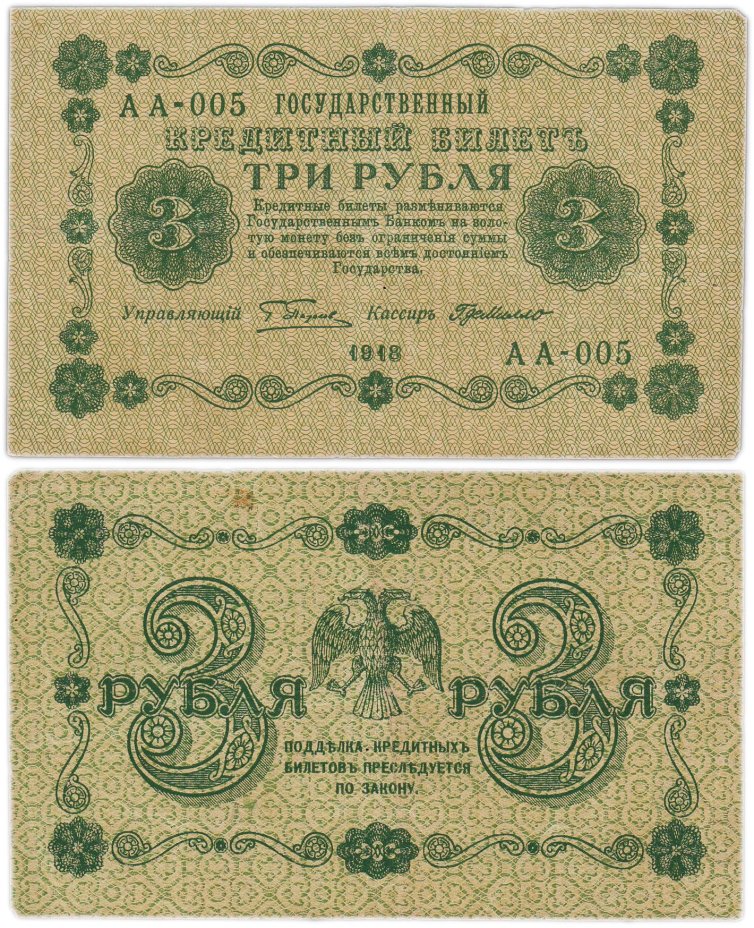 АА-005 ГОСУДАРСТВЕННЫЙ
КРЕДИТНЫЙ БИЛЕТЪ
ТРИ РУБЛЯ
3 3
Кредитные билеты размѣниваются
Государственнымъ Банкомъ на золо-
тую монету безъ ограниченія суммы
и обезпечиваются всѣмъ достояніемъ
Государства.
Управляющій Кассиръ
1918
АА-005
3 3
РУБЛЯ РУБЛЯ
ПОДДѢЛКА КРЕДИТНЫХЪ
БИЛЕТОВЪ ПРЕСЛѢДУЕТСЯ
ПО ЗАКОНУ.